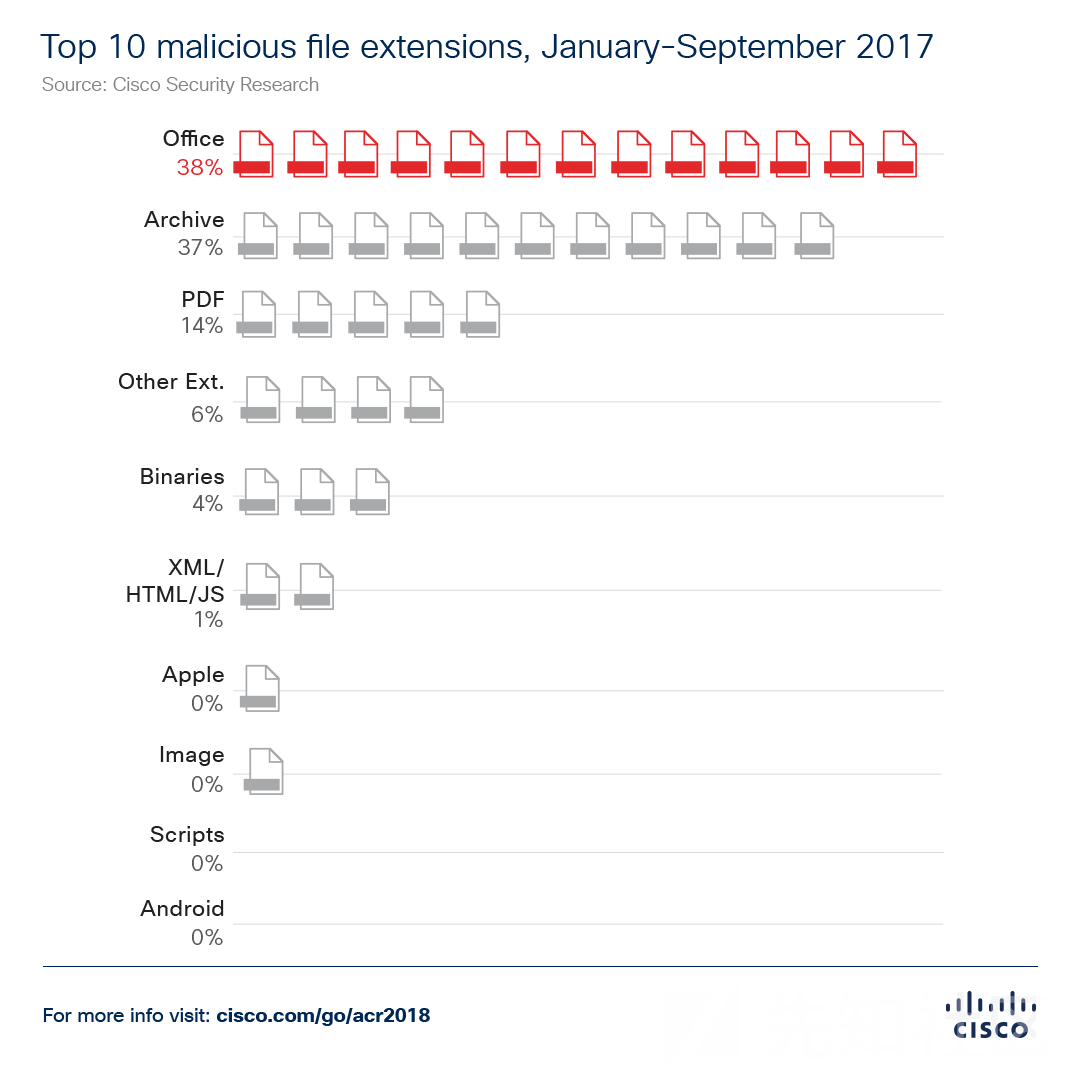 Top 10 malicious file extensions, January-September 2017
Source: Cisco Security Research
Office
38%
Archive
37%
PDF
14%
Other Ext.
6%
Binaries
4%
XML/
HTML/JS
1%
Apple
0%
Image
0%
Scripts
0%
Android
0%
For more info visit: cisco.com/go/acr2018
CISCO